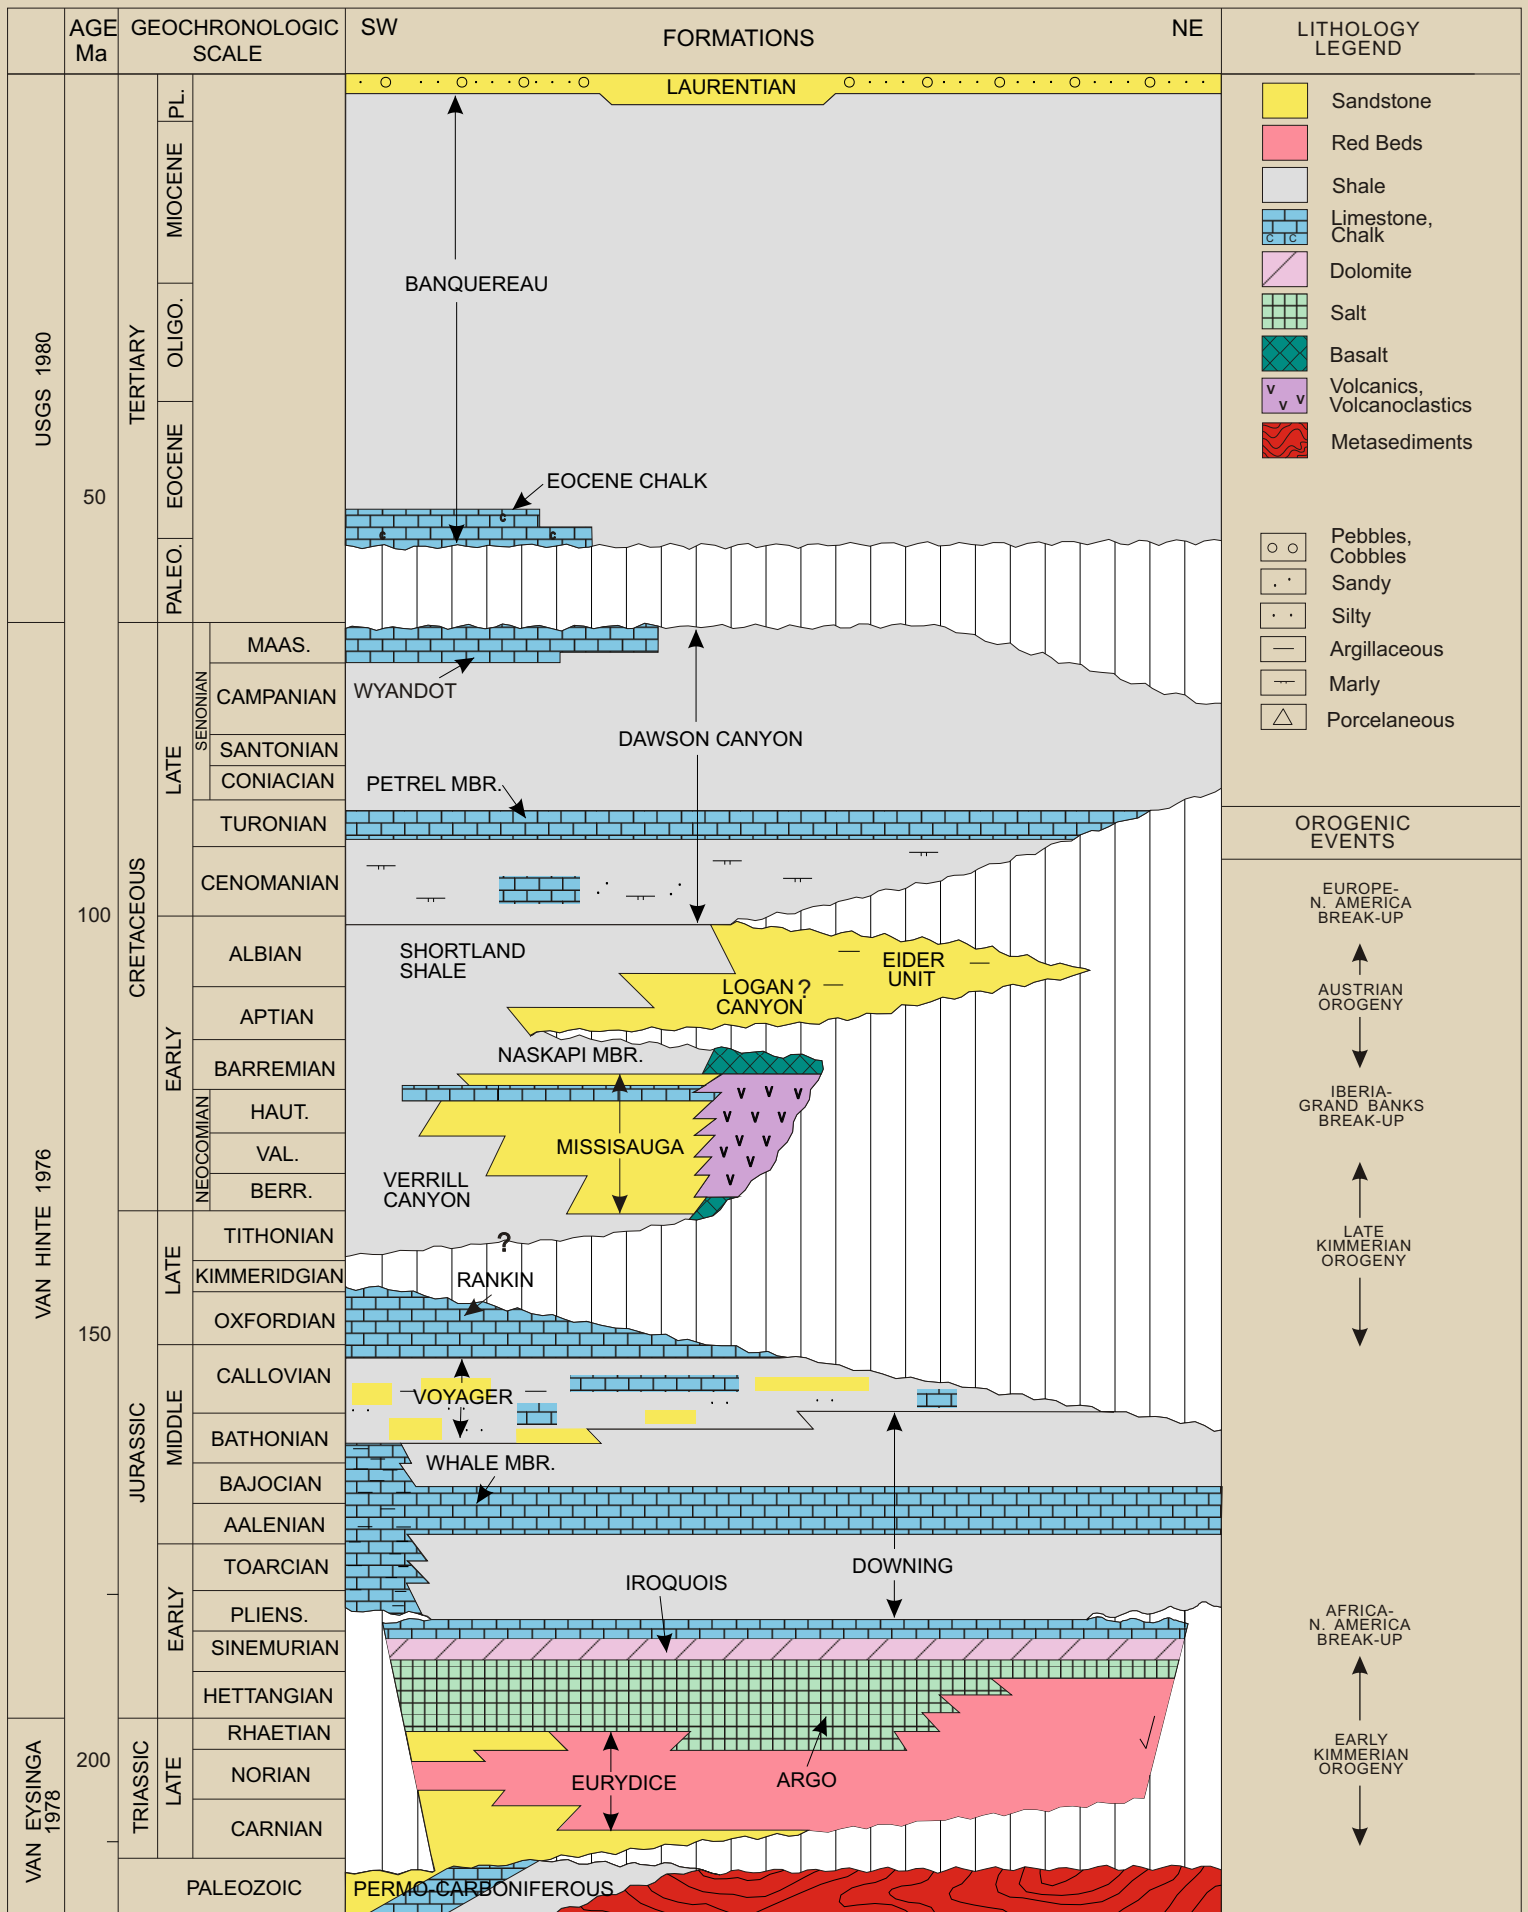 AGE
Ma
GEOCHRONOLOGIC
SCALE
SW
FORMATIONS
NE
LITHOLOGY
LEGEND
USGS 1980
VAN HINTE 1976
VAN EYSINGA
1978
50
100
150
200
TERTIARY
CRETACEOUS
JURASSIC
TRIASSIC
PL.
MIOCENE
OLIGO.
EOCENE
PALEO.
LATE
EARLY
LATE
MIDDLE
EARLY
LATE
SENONIAN
NEOCOMIAN
MAAS.
CAMPANIAN
SANTONIAN
CONIACIAN
TURONIAN
CENOMANIAN
ALBIAN
APTIAN
BARREMIAN
HAUT.
VAL.
BERR.
TITHONIAN
KIMMERIDGIAN
OXFORDIAN
CALLOVIAN
BATHONIAN
BAJOCIAN
AALENIAN
TOARCIAN
PLIENS.
SINEMURIAN
HETTANGIAN
RHAETIAN
NORIAN
CARNIAN
PALEOZOIC
LAURENTIAN
BANQUEREAU
EOCENE CHALK
c
c
c
WYANDOT
DAWSON CANYON
PETREL MBR.
SHORTLAND
SHALE
EIDER
UNIT
LOGAN ?
CANYON
NASKAPI MBR.
MISSISAUGA
V V V
V V V
V V
V V
V
VERRILL
CANYON
?
RANKIN
VOYAGER
WHALE MBR.
DOWNING
IROQUOIS
EURYDICE
ARGO
PERMO-CARBONIFEROUS
Sandstone
Red Beds
Shale
Limestone,
Chalk
C C
Dolomite
Salt
Basalt
Volcanics,
Volcanoclastics
V V V
Metasediments
Pebbles,
Cobbles
Sandy
Silty
Argillaceous
Marly
Porcelaneous
OROGENIC
EVENTS
EUROPE-
N. AMERICA
BREAK-UP
AUSTRIAN
OROGENY
IBERIA-
GRAND BANKS
BREAK-UP
LATE
KIMMERIAN
OROGENY
AFRICA-
N. AMERICA
BREAK-UP
EARLY
KIMMERIAN
OROGENY